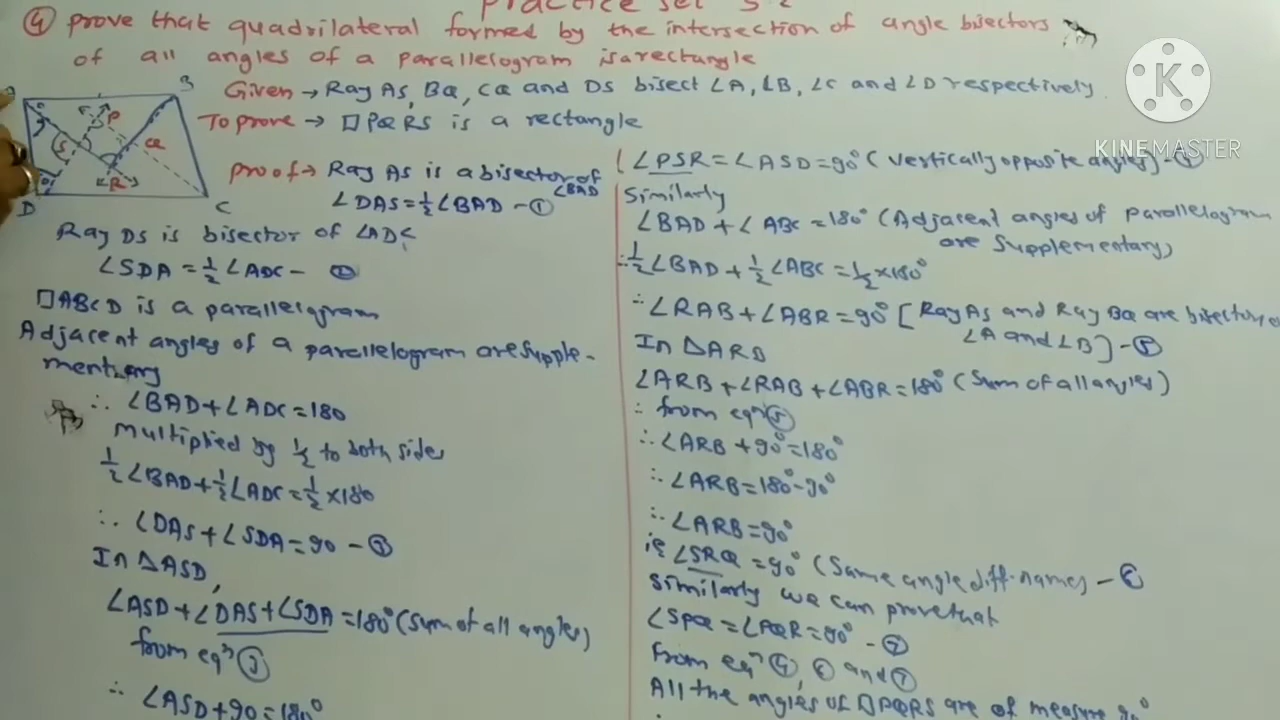 Practice set 5.2
④ prove that quadrilateral formed by the intersection of angle bisectors
of all angles of a parallelogram is a rectangle
Given → Ray AS, BQ, CQ and DS bisect ∠A, ∠B, ∠C and ∠D respectively.
To prove → □PQRS is a rectangle
B
P
S
Q
R
D
C
proof → Ray AS is a bisector of
∠BAD
∠DAS = 1/2 ∠BAD - ①
Ray DS is bisector of ∠ADC
∠SDA = 1/2 ∠ADC - ②
□ABCD is a parallelogram
Adjacent angles of a parallelogram are supple-
mentary
∴ ∠BAD + ∠ADC = 180
Multiplied by 1/2 to both sides
1/2 ∠BAD + 1/2 ∠ADC = 1/2 × 180
∴ ∠DAS + ∠SDA = 90 - ③
In △ASD,
∠ASD + ∠DAS + ∠SDA = 180° (Sum of all angles)
from eqⁿ ③
∴ ∠ASD + 90 = 180°
∠PSR = ∠ASD = 90° (Vertically opposite angles) - ④
Similarly
∠BAD + ∠ABC = 180° (Adjacent angles of parallelogram
are supplementary)
∴ 1/2 ∠BAD + 1/2 ∠ABC = 1/2 × 180°
∴ ∠RAB + ∠ABR = 90° [Ray AS and Ray BQ are bisectors of
∠A and ∠B] - ⑤
In △ARB
∠ARB + ∠RAB + ∠ABR = 180° (Sum of all angles)
∴ from eqⁿ ⑤
∴ ∠ARB + 90° = 180°
∴ ∠ARB = 180° - 90°
∴ ∠ARB = 90°
ie ∠SRQ = 90° (Same angle diff. names) - ⑥
Similarly we can prove that
∠SPQ = ∠PQR = 90° - ⑦
From eqⁿ ④, ⑥ and ⑦
All the angles of □PQRS are of measure 90°
K
KINEMASTER